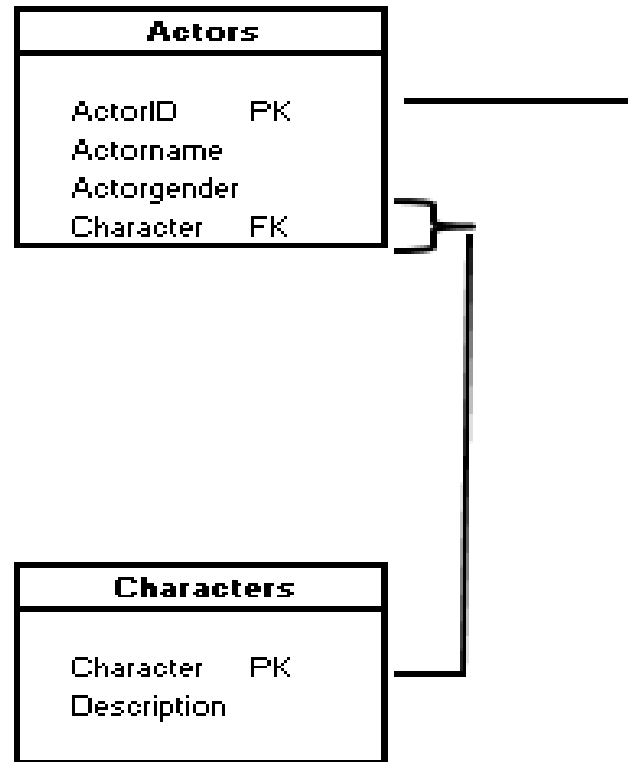 Actors
ActorID PK
Actorname
Actorgender
Character FK
Characters
Character PK
Description